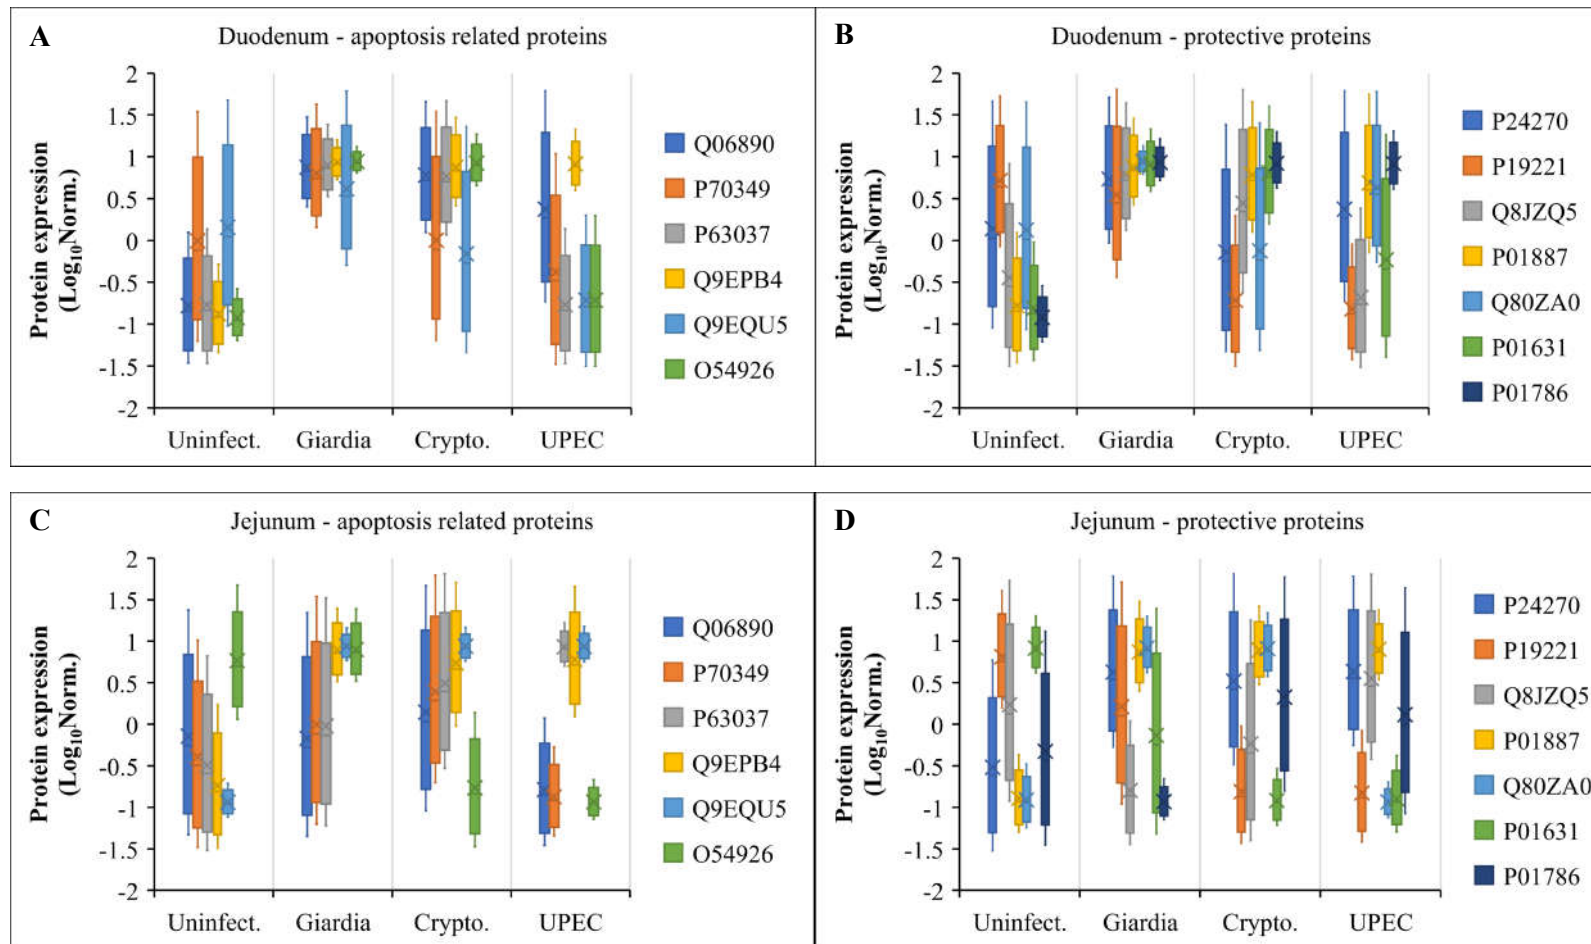 A
Duodenum - apoptosis related proteins
Protein expression
(Log10Norm.)
2
1.5
1
0.5
0
-0.5
-1
-1.5
-2
Uninfect. Giardia Crypto. UPEC
Q06890
P70349
P63037
Q9EPB4
Q9EQU5
O54926
B
Duodenum - protective proteins
Protein expression
(Log10Norm.)
2
1.5
1
0.5
0
-0.5
-1
-1.5
-2
Uninfect. Giardia Crypto. UPEC
P24270
P19221
Q8JZQ5
P01887
Q80ZA0
P01631
P01786
C
Jejunum - apoptosis related proteins
Protein expression
(Log10Norm.)
2
1.5
1
0.5
0
-0.5
-1
-1.5
-2
Uninfect. Giardia Crypto. UPEC
Q06890
P70349
P63037
Q9EPB4
Q9EQU5
O54926
D
Jejunum - protective proteins
Protein expression
(Log10Norm.)
2
1.5
1
0.5
0
-0.5
-1
-1.5
-2
Uninfect. Giardia Crypto. UPEC
P24270
P19221
Q8JZQ5
P01887
Q80ZA0
P01631
P01786